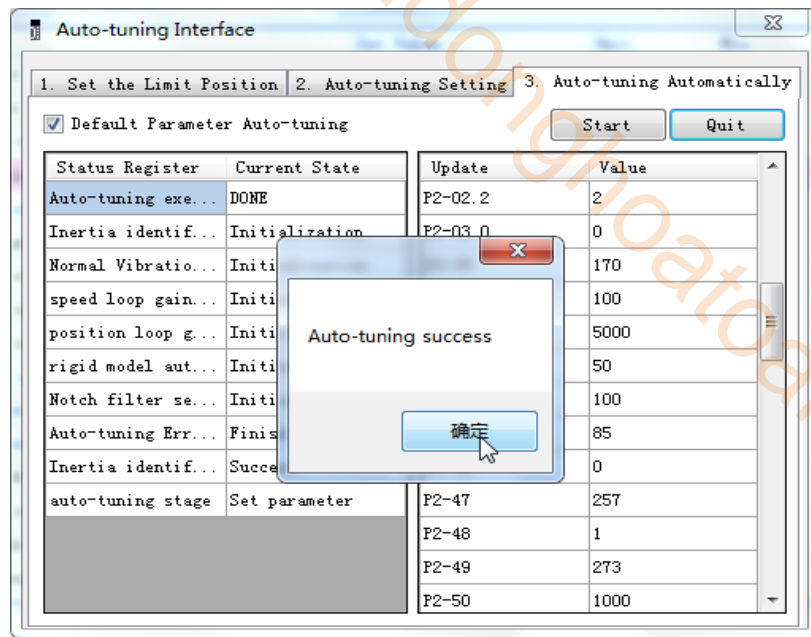 Auto-tuning Interface
1. Set the Limit Position 2. Auto-tuning Setting 3. Auto-tuning Automatically
Default Parameter Auto-tuning Start Quit
Status Register Current State Update Value
Auto-tuning exe... DONE P2-02.2 2
Inertia identif... Initialization P2-03.0 0
Normal Vibratio... Initi 170
speed loop gain... Initi 100
position loop g... Initi 5000
rigid model aut... Initi 50
Notch filter se... Initi 100
Auto-tuning Err... Finis 85
Inertia identif... Succe 0
auto-tuning stage Set parameter P2-47 257
P2-48 1
P2-49 273
P2-50 1000
Auto-tuning success
确定